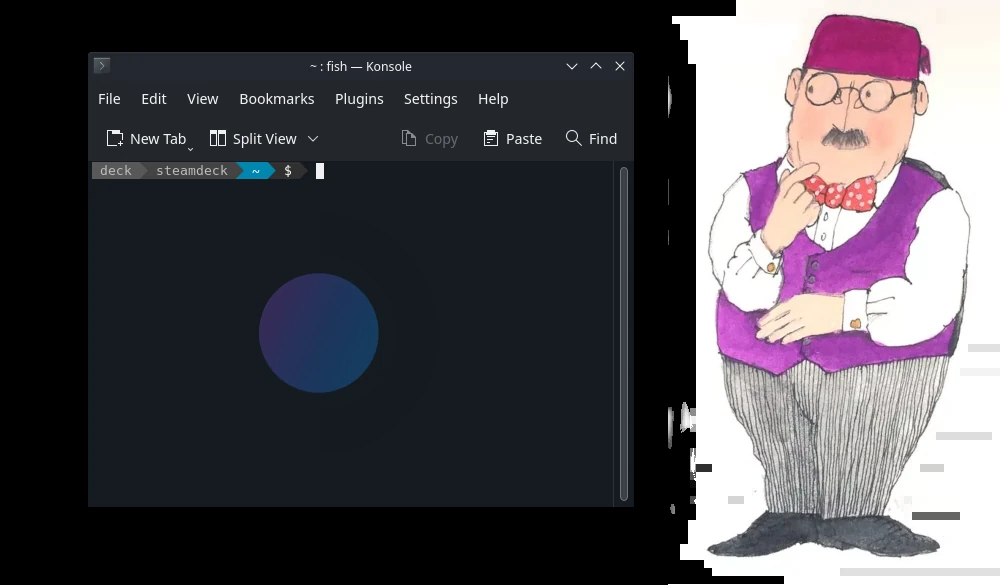 ~ : fish — Konsole
File Edit View Bookmarks Plugins Settings Help
New Tab Split View Copy Paste Find
deck steamdeck ~ $